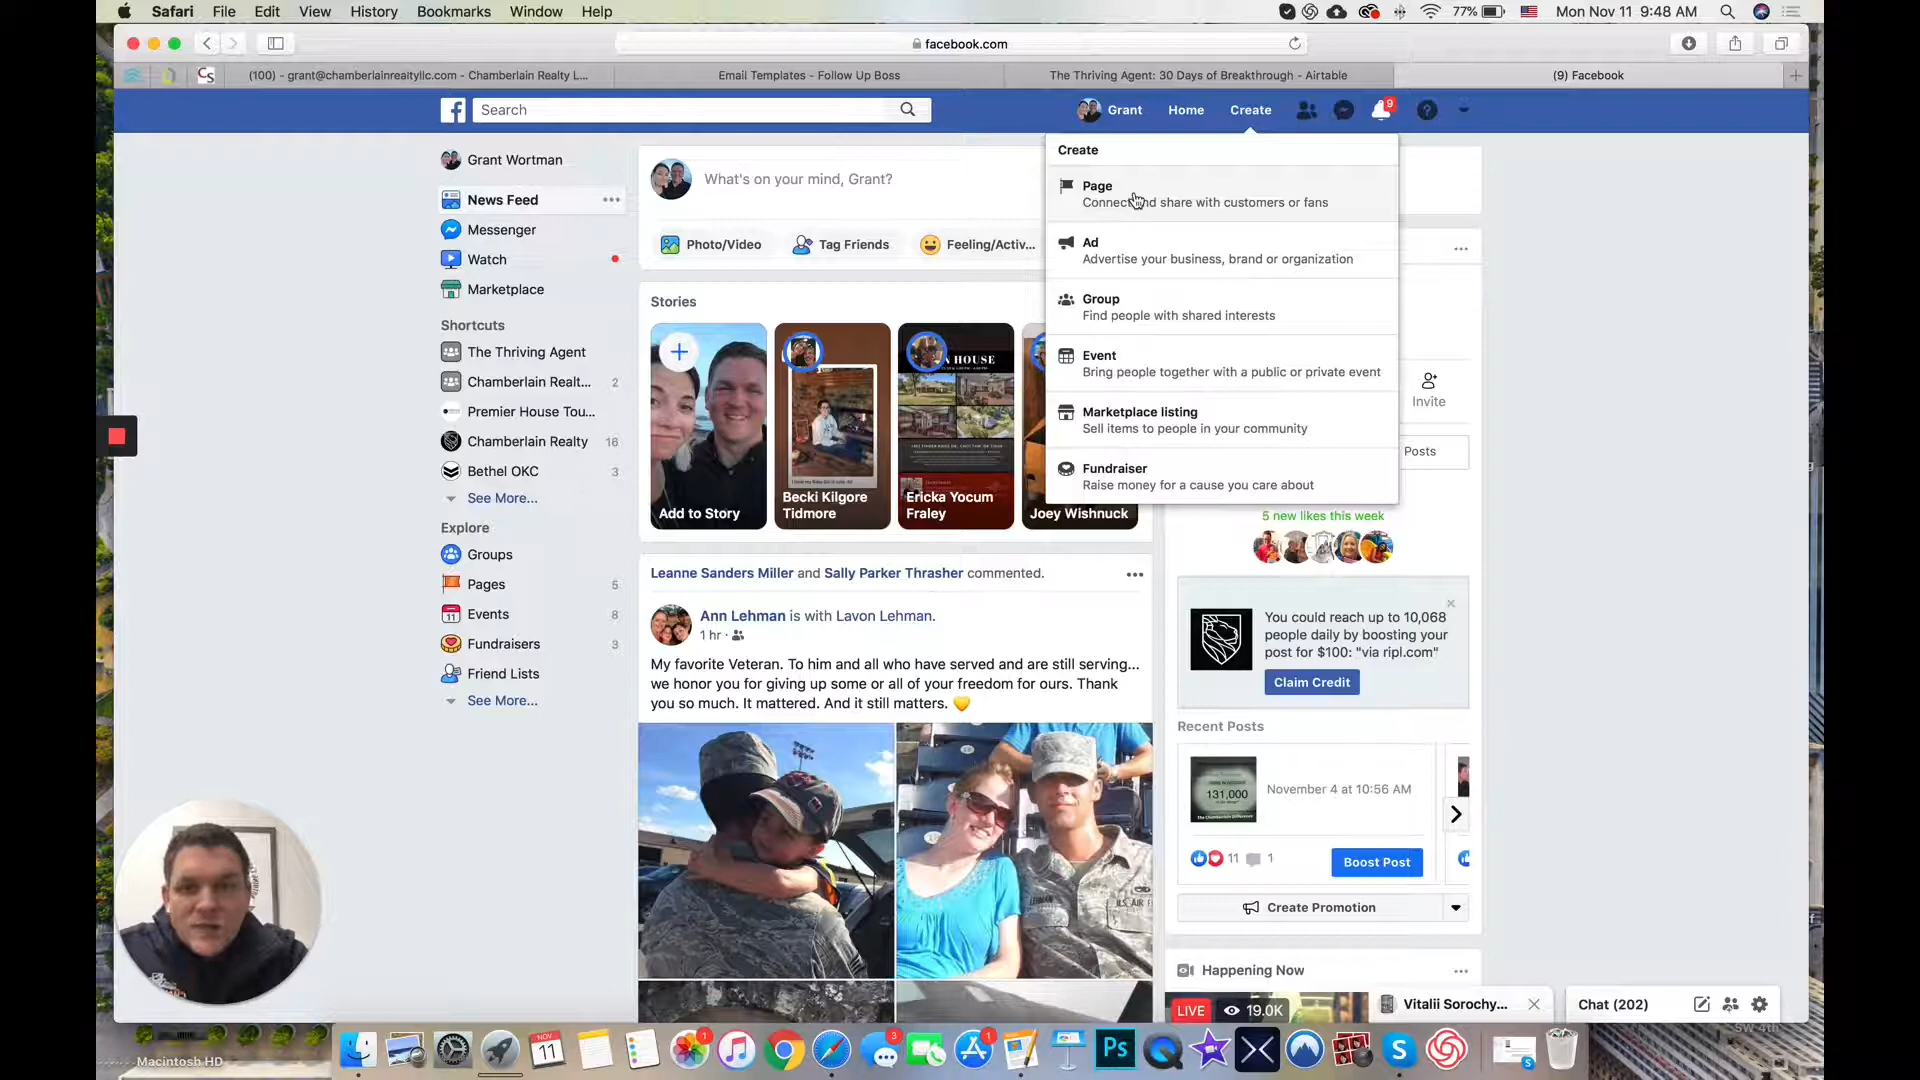 Safari File Edit View History Bookmarks Window Help
77% Mon Nov 11 9:48 AM
facebook.com
(100) - grant@chamberlainrealtyllc.com - Chamberlain Realty L...
Email Templates - Follow Up Boss
The Thriving Agent: 30 Days of Breakthrough - Airtable
(9) Facebook
Search
Grant Home Create
9
Grant Wortman
News Feed
Messenger
Watch
Marketplace
Shortcuts
The Thriving Agent
Chamberlain Realt... 2
Premier House Tou...
Chamberlain Realty 16
Bethel OKC 3
See More...
Explore
Groups
Pages 5
Events 8
Fundraisers 3
Friend Lists
See More...
What's on your mind, Grant?
Photo/Video
Tag Friends
Feeling/Activ...
Stories
Add to Story
Becki Kilgore
Tidmore
N HOUSE
Ericka Yocum
Fraley
Joey Wishnuck
Create
Page
Connect and share with customers or fans
Ad
Advertise your business, brand or organization
Group
Find people with shared interests
Event
Bring people together with a public or private event
Marketplace listing
Sell items to people in your community
Fundraiser
Raise money for a cause you care about
Invite
Posts
5 new likes this week
Leanne Sanders Miller and Sally Parker Thrasher commented.
Ann Lehman is with Lavon Lehman.
1 hr ·
My favorite Veteran. To him and all who have served and are still serving...
we honor you for giving up some or all of your freedom for ours. Thank
you so much. It mattered. And it still matters.
You could reach up to 10,068
people daily by boosting your
post for $100: "via ripl.com"
Claim Credit
Recent Posts
131,000
November 4 at 10:56 AM
11 1
Boost Post
Create Promotion
Happening Now
LIVE 19.0K
Vitalii Sorochy...
Chat (202)
SW 4th
Macintosh HD
NOV
11
1
3
1
Ps